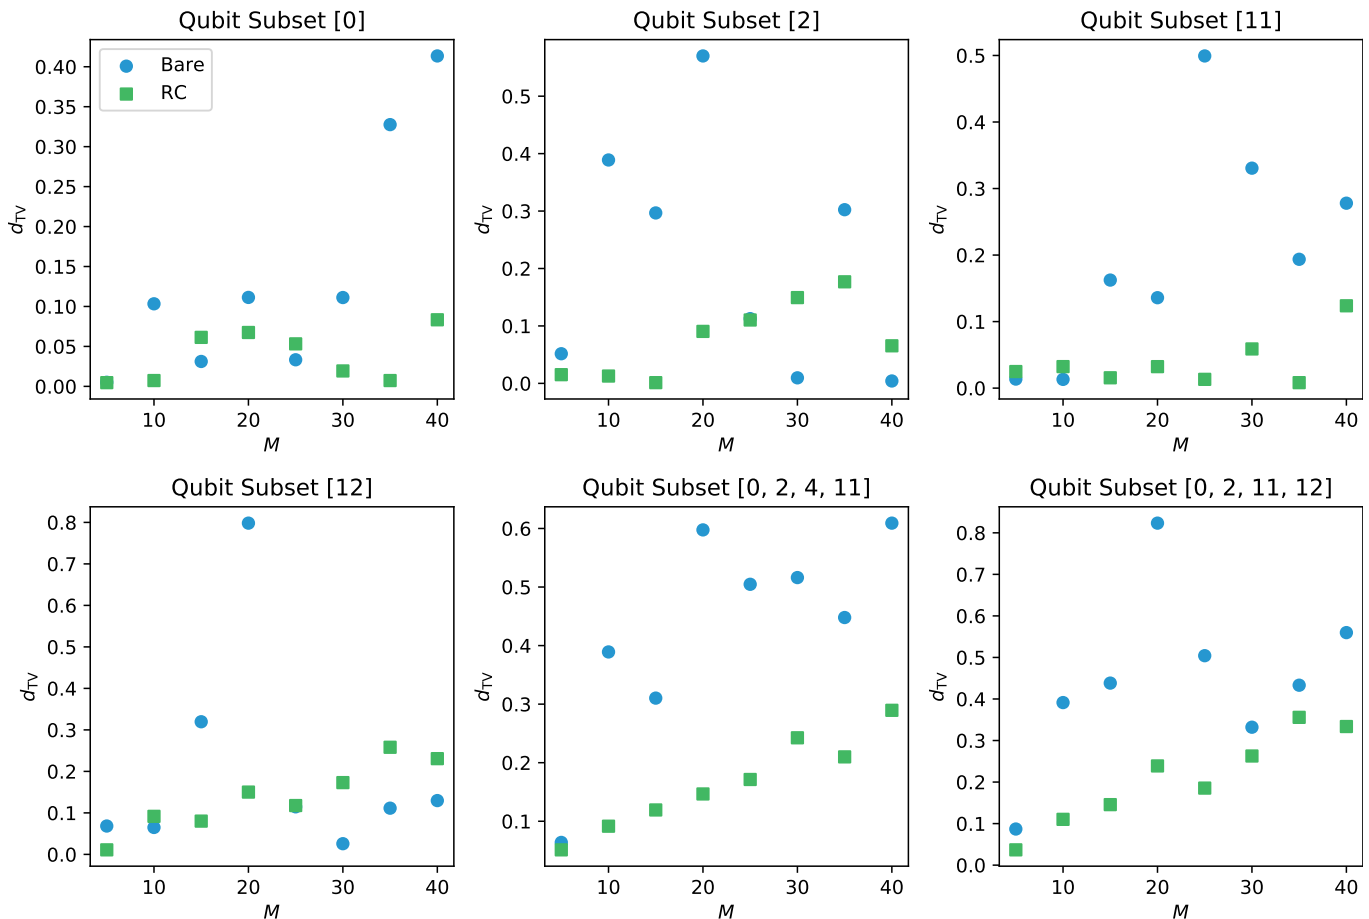 Qubit Subset [0]
Bare
RC
0.40
0.35
0.30
0.25
0.20
0.15
0.10
0.05
0.00
d_TV
10 20 30 40
M
Qubit Subset [2]
0.5
0.4
0.3
0.2
0.1
0.0
d_TV
10 20 30 40
M
Qubit Subset [11]
0.5
0.4
0.3
0.2
0.1
0.0
d_TV
10 20 30 40
M
Qubit Subset [12]
0.8
0.7
0.6
0.5
0.4
0.3
0.2
0.1
0.0
d_TV
10 20 30 40
M
Qubit Subset [0, 2, 4, 11]
0.6
0.5
0.4
0.3
0.2
0.1
d_TV
10 20 30 40
M
Qubit Subset [0, 2, 11, 12]
0.8
0.7
0.6
0.5
0.4
0.3
0.2
0.1
0.0
d_TV
10 20 30 40
M